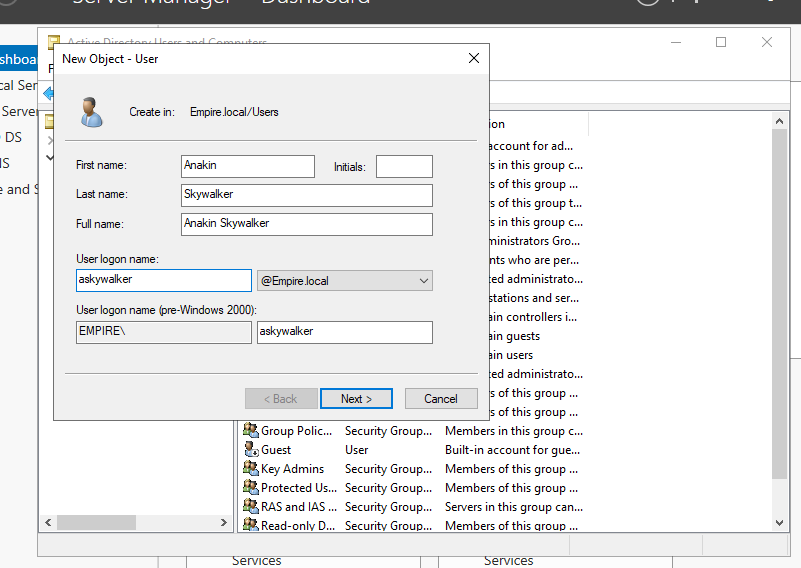 Server Manager Dashboard
Active Directory Users and Computers
New Object - User
Create in: Empire.local/Users
First name: Anakin Initials:
Last name: Skywalker
Full name: Anakin Skywalker
User logon name:
askywalker @Empire.local
User logon name (pre-Windows 2000):
EMPIRE\ askywalker
< Back Next > Cancel
shboa
cal Ser
Server
DS
IS
e and S
ion
account for ad...
s in this group c...
s of this group ...
s of this group t...
s in this group c...
ministrators Gro...
nts who are per...
ted administrato...
stations and ser...
ain controllers i...
ain guests
ain users
ted administrato...
s of this group ...
s of this group ...
Group Polic... Security Group... Members in this group c...
Guest User Built-in account for gue...
Key Admins Security Group... Members of this group ...
Protected Us... Security Group... Members of this group ...
RAS and IAS ... Security Group... Servers in this group can...
Read-only D... Security Group... Members of this group ...
Services Services